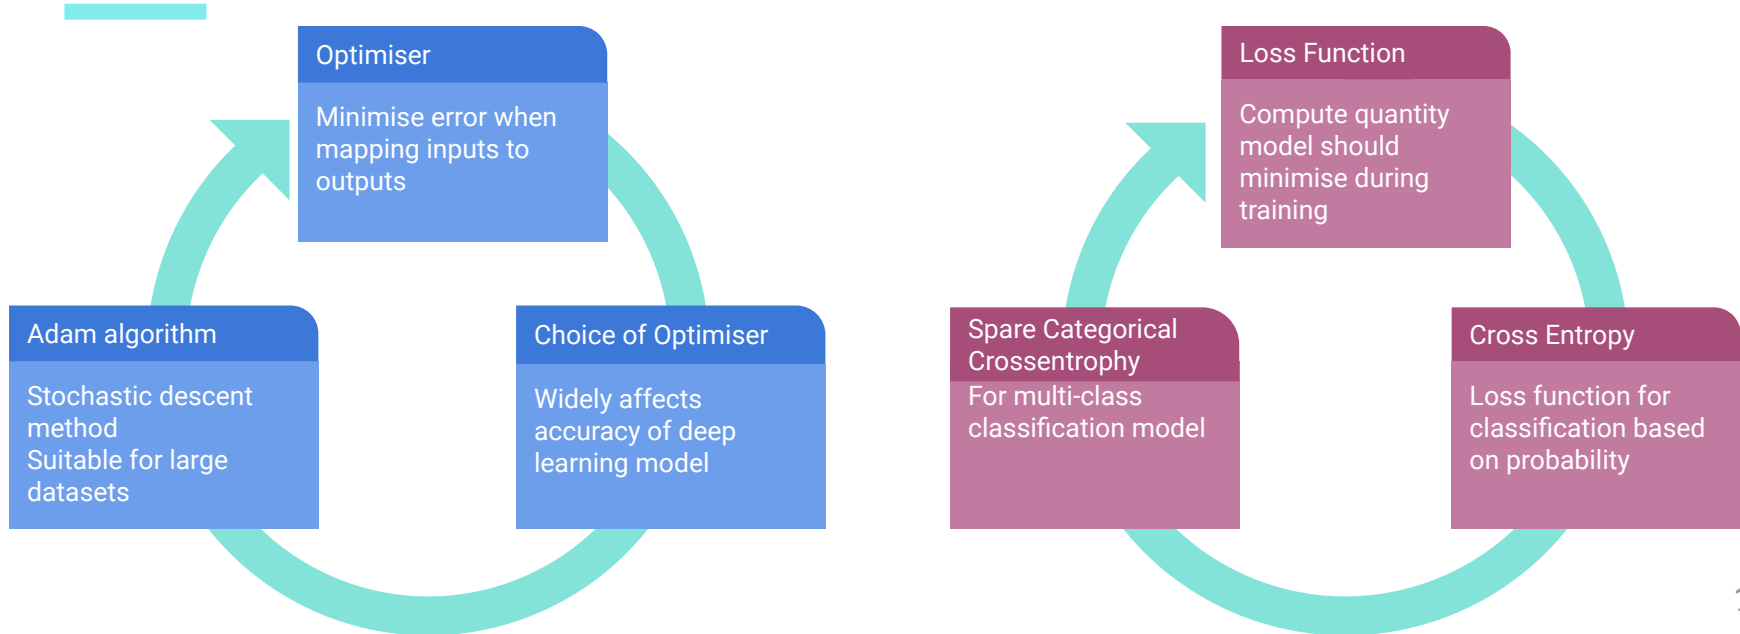 Optimiser
Minimise error when
mapping inputs to
outputs
Adam algorithm
Stochastic descent
method
Suitable for large
datasets
Choice of Optimiser
Widely affects
accuracy of deep
learning model
Loss Function
Compute quantity
model should
minimise during
training
Spare Categorical
Crossentrophy
For multi-class
classification model
Cross Entropy
Loss function for
classification based
on probability